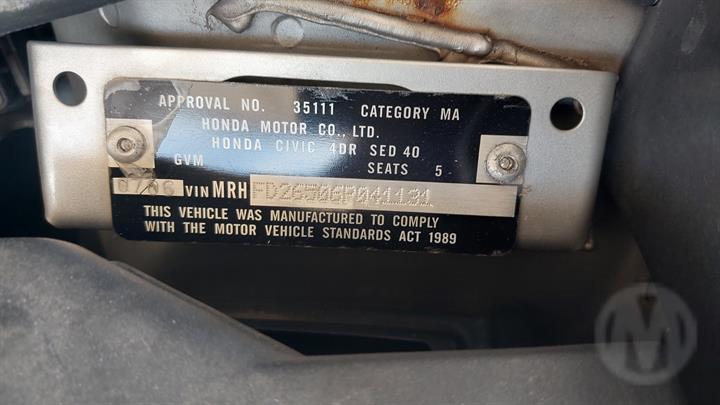 APPROVAL NO. 35111 CATEGORY MA
HONDA MOTOR CO., LTD.
HONDA CIVIC 4DR SED 40
GVM SEATS 5
VIN MRHFD26506P041131
THIS VEHICLE WAS MANUFACTURED TO COMPLY
WITH THE MOTOR VEHICLE STANDARDS ACT 1989
M